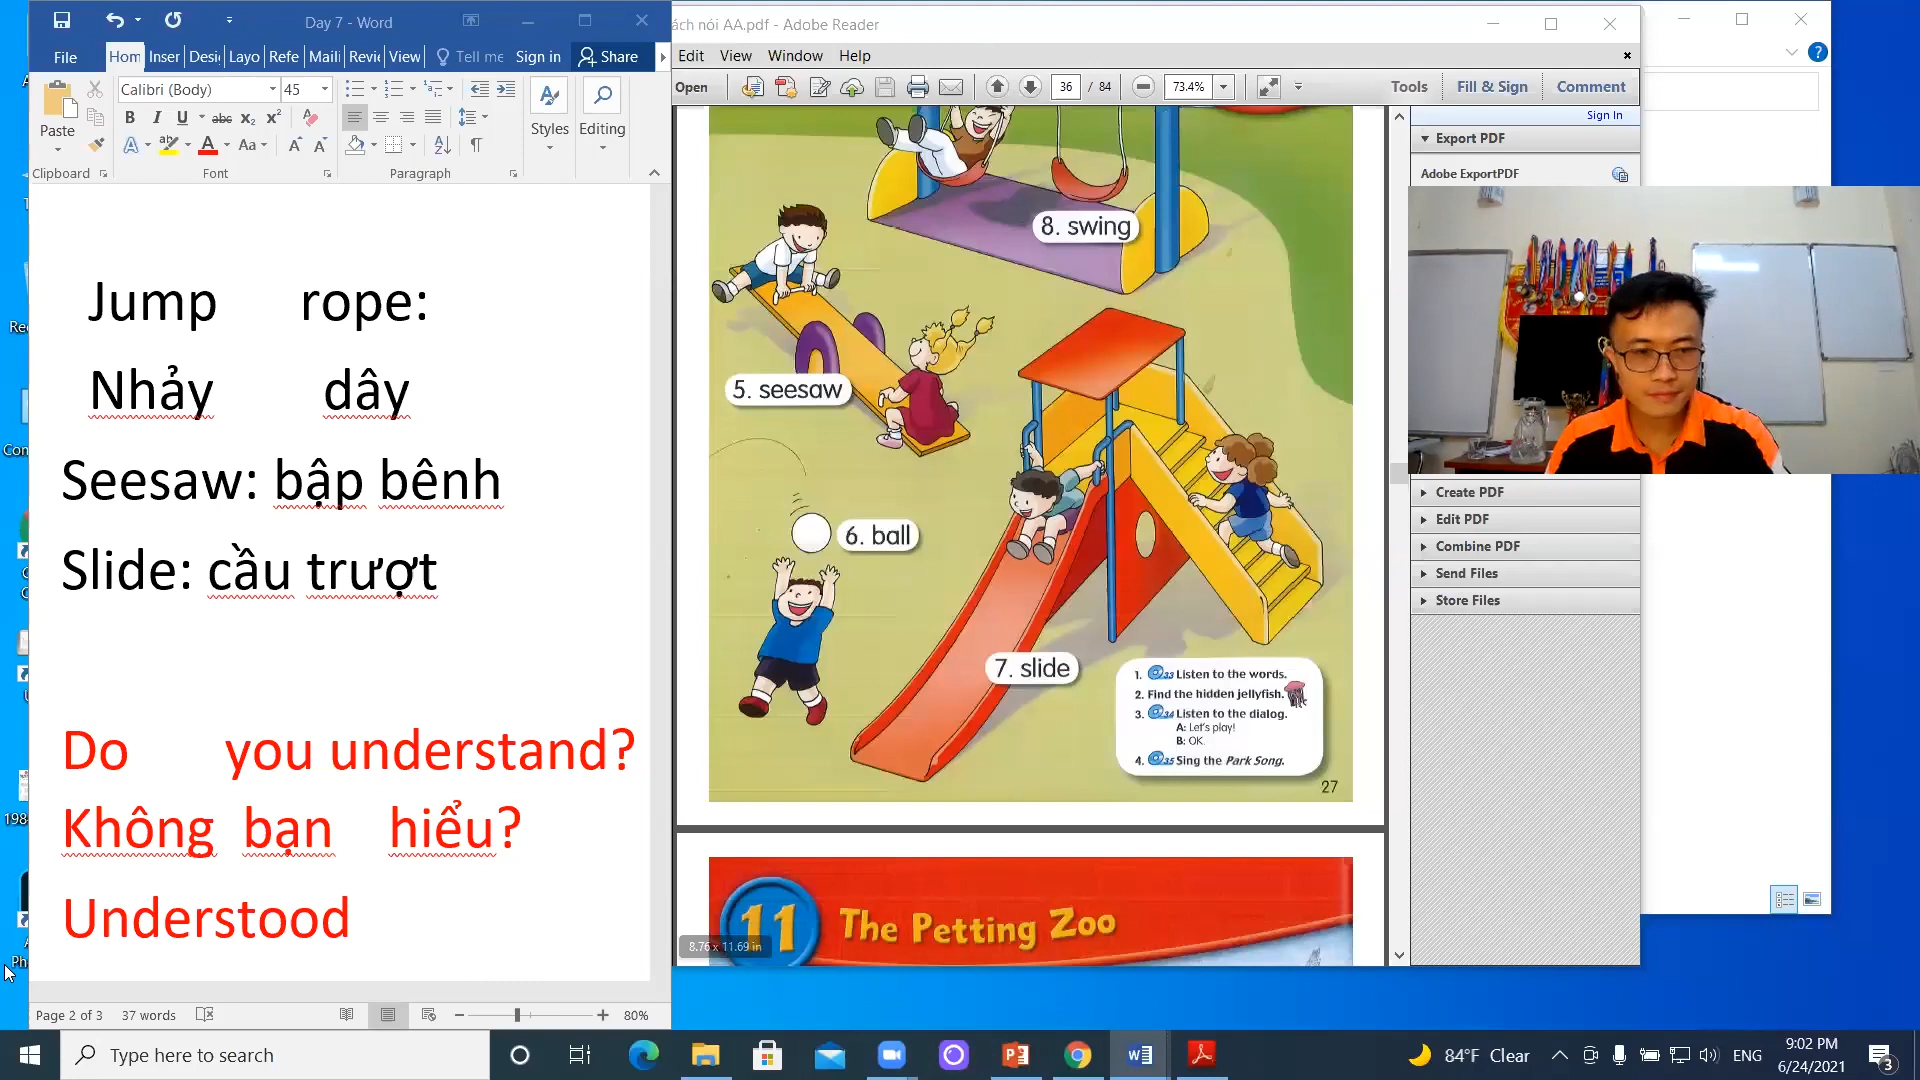 Day 7 - Word
File
Hom
Inser
Layo
Refe
Maili
View
Tell me
Sign in
Share
Calibri (Body)
45
Paste
Styles
Editing
Clipboard
Font
Paragraph
Jump rope:
Nhảy dây
Seesaw: bập bênh
Slide: cầu trượt
Do you understand?
Không bạn hiểu?
Understood
Page 2 of 3
37 words
80%
ách nói AA.pdf - Adobe Reader
Edit View Window Help
Open
36 / 84
73.4%
Tools
Fill & Sign
Comment
Sign In
Export PDF
Adobe ExportPDF
Create PDF
Edit PDF
Combine PDF
Send Files
Store Files
8. swing
5. seesaw
6. ball
7. slide
1. 33 Listen to the words.
2. Find the hidden jellyfish.
3. 34 Listen to the dialog.
A: Let's play!
B: OK.
4. 35 Sing the Park Song.
27
11 The Petting Zoo
8.76 x 11.69 in
Type here to search
84°F Clear
ENG
9:02 PM
6/24/2021
3